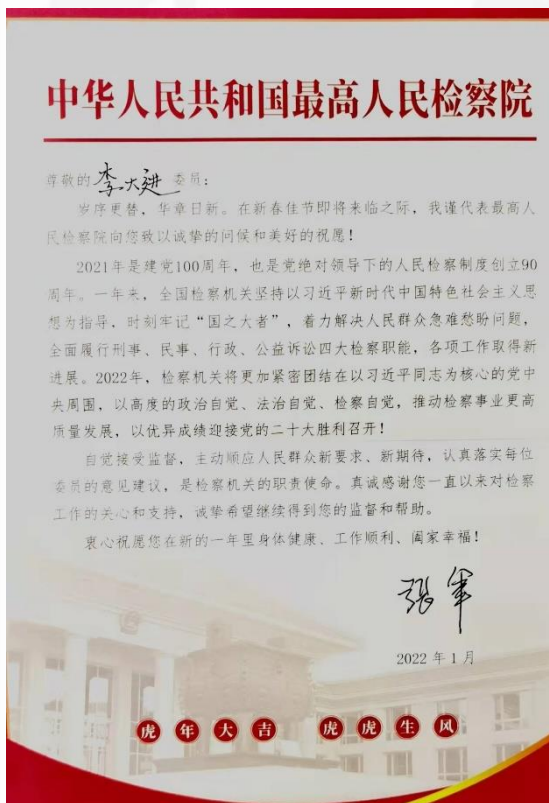 中华人民共和国最高人民检察院
尊敬的李大进委员：
岁序更替，华章日新。在新春佳节即将来临之际，我谨代表最高人
民检察院向您致以诚挚的问候和美好的祝愿！
2021年是建党100周年，也是党绝对领导下的人民检察制度创立90
周年。一年来，全国检察机关坚持以习近平新时代中国特色社会主义思
想为指导，时刻牢记“国之大者”，着力解决人民群众急难愁盼问题，
全面履行刑事、民事、行政、公益诉讼四大检察职能，各项工作取得新
进展。2022年，检察机关将更加紧密团结在以习近平同志为核心的党中
央周围，以高度的政治自觉、法治自觉、检察自觉，推动检察事业更高
质量发展，以优异成绩迎接党的二十大胜利召开！
自觉接受监督，主动顺应人民群众新要求、新期待，认真落实每位
委员的意见建议，是检察机关的职责使命。真诚感谢您一直以来对检察
工作的关心和支持，诚挚希望继续得到您的监督和帮助。
衷心祝愿您在新的一年里身体健康、工作顺利、阖家幸福！
张军
2022年1月
虎年大吉 虎虎生风